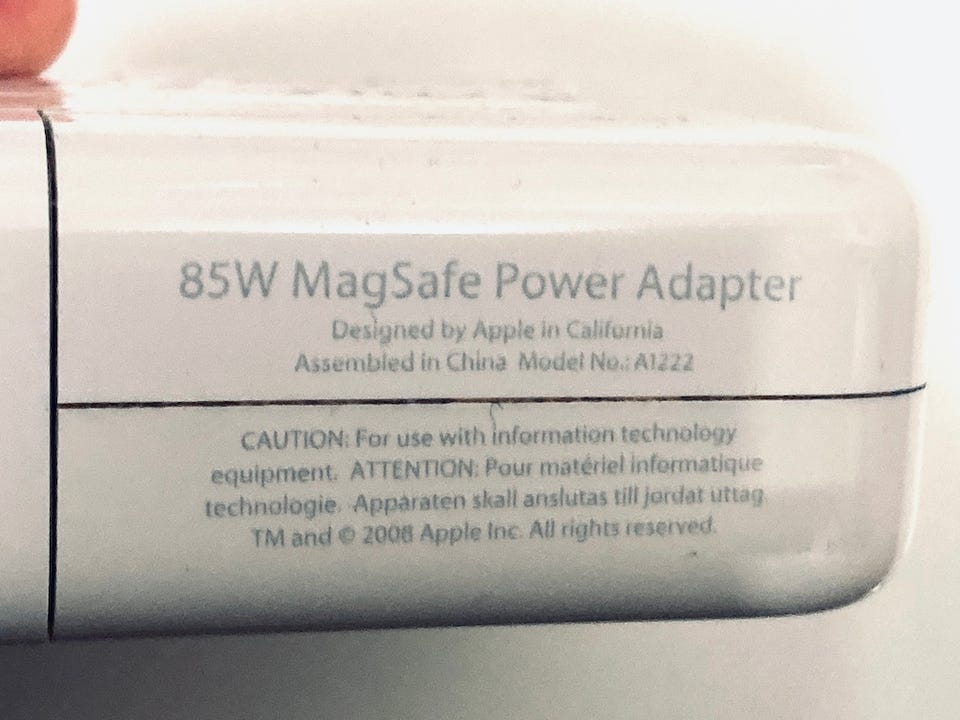 85W MagSafe Power Adapter
Designed by Apple in California
Assembled in China Model No.: A1222
CAUTION: For use with information technology
equipment. ATTENTION: Pour matériel informatique
technologie. Apparaten skall anslutas till jordat uttag.
TM and © 2008 Apple Inc. All rights reserved.